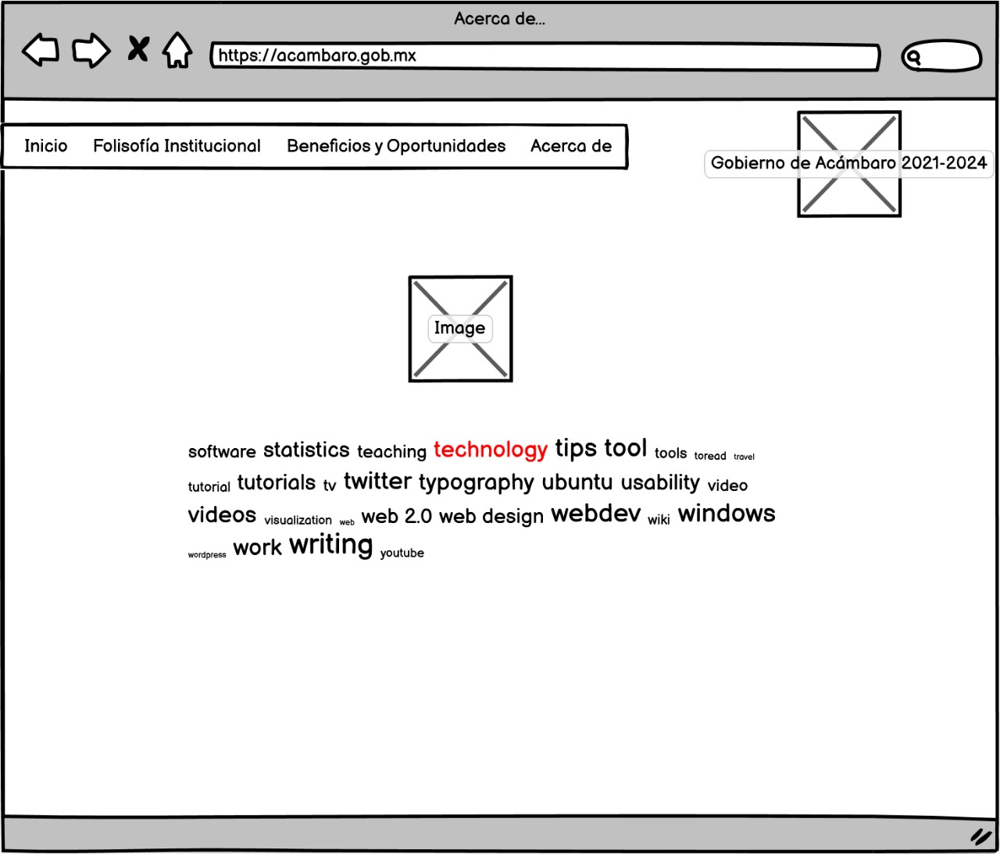 Acerca de...
https://acambaro.gob.mx
Inicio Folisofía Institucional Beneficios y Oportunidades Acerca de
Gobierno de Acámbaro 2021-2024
Image
software statistics teaching technology tips tool tools toread travel
tutorial tutorials tv twitter typography ubuntu usability video
videos visualization web web 2.0 web design webdev wiki windows
wordpress work writing youtube